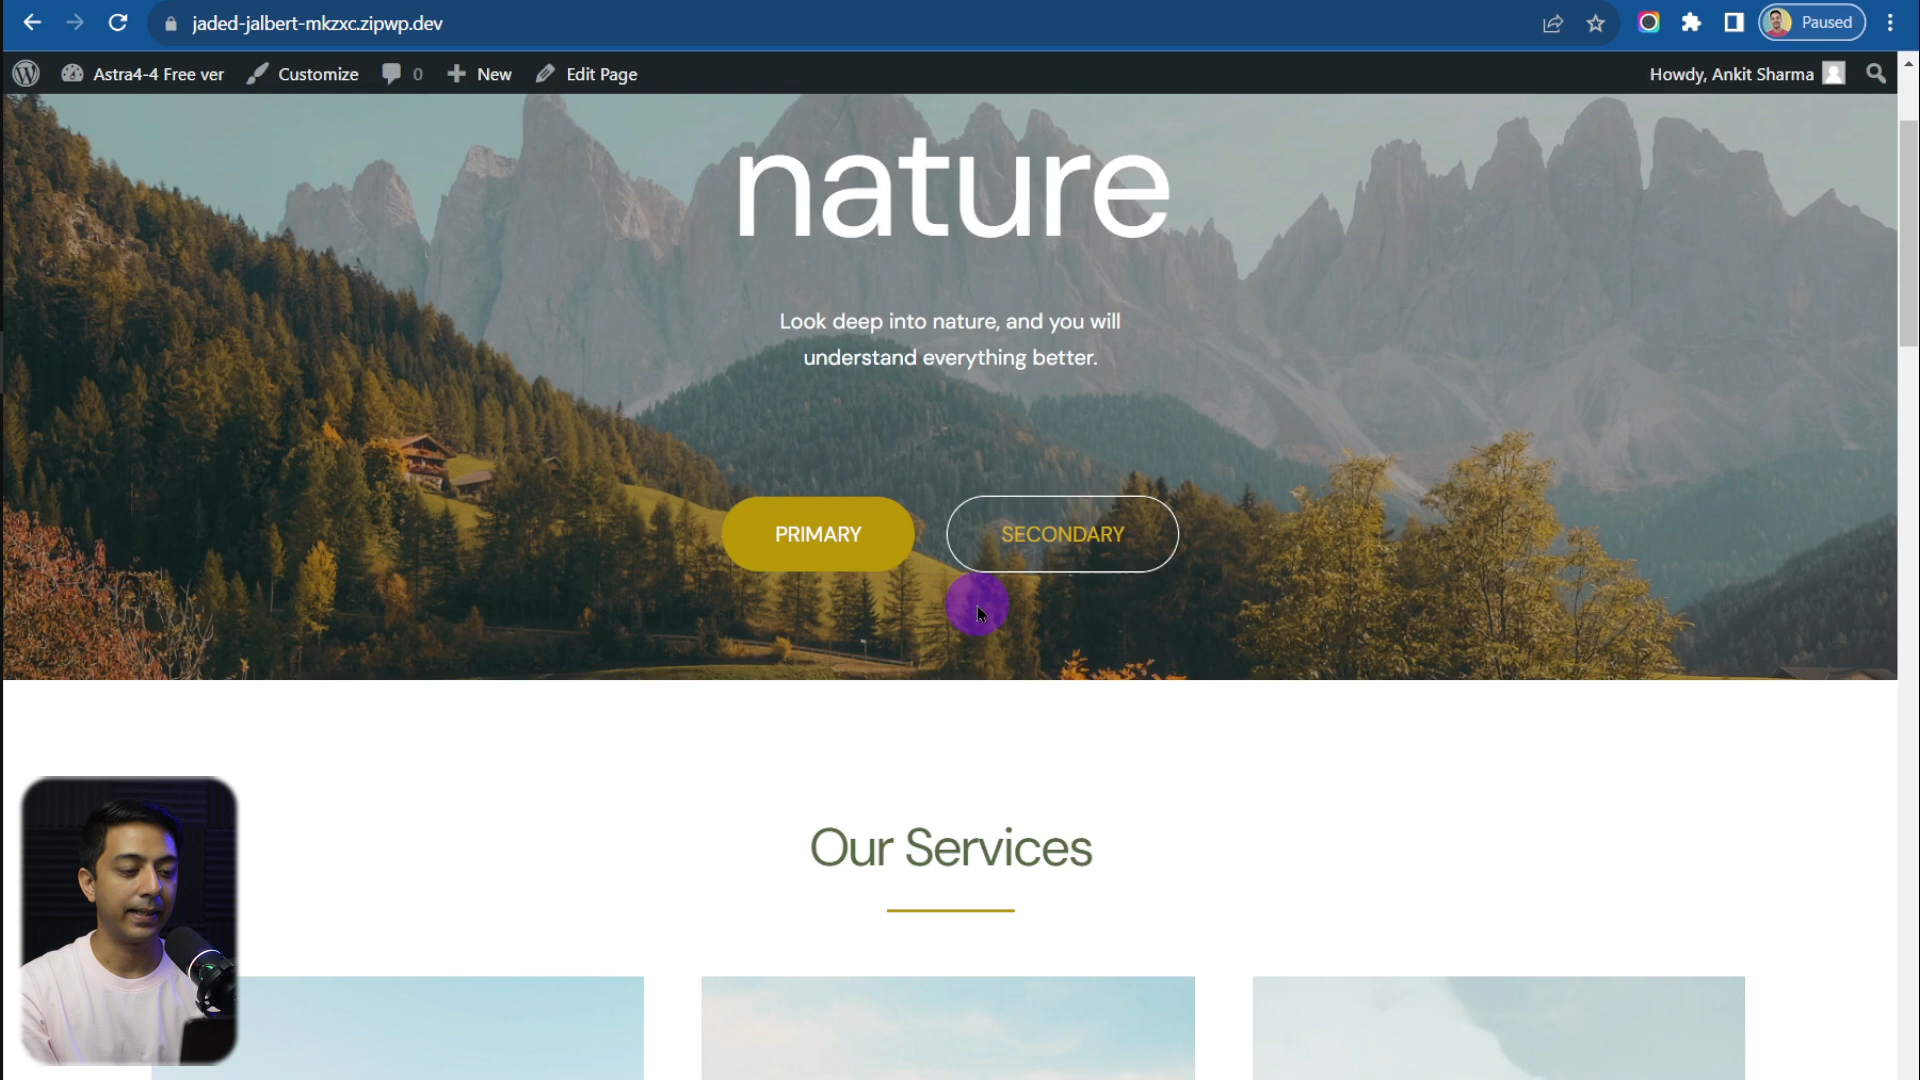 jaded-jalbert-mkzxc.zipwp.dev
Paused
Astra4-4 Free ver
Customize
0
New
Edit Page
Howdy, Ankit Sharma
nature
Look deep into nature, and you will
understand everything better.
PRIMARY
SECONDARY
Our Services